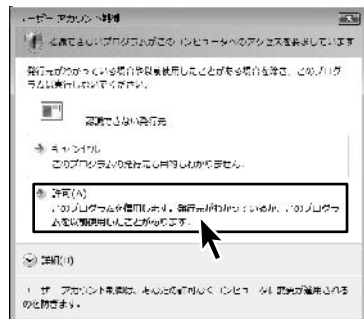 ユーザー アカウント制御
認識できないプログラムがこのコンピュータへのアクセスを要求しています
発行元がわかっている場合や以前使用したことがある場合を除き、このプログ
ラムは実行しないでください。
認識できない発行元
キャンセル
このプログラムの発行元も目的もわかりません。
許可(A)
このプログラムを信用します。発行元がわかっているか、このプログラ
ムを以前使用したことがあります。
詳細(D)
ユーザー アカウント制御は、あなたの許可なくコンピュータに変更が適用される
のを防ぎます。